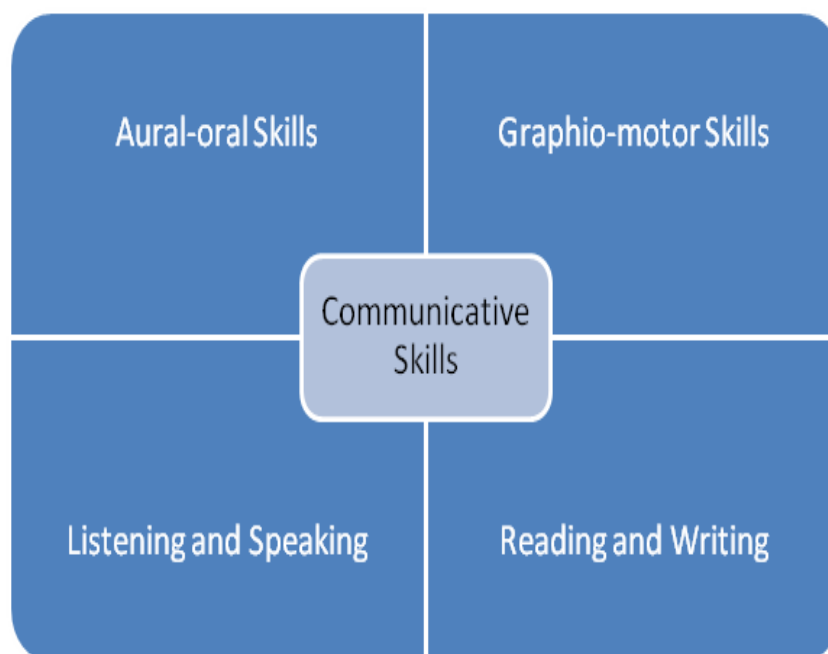 Aural-oral Skills
Graphio-motor Skills
Communicative
Skills
Listening and Speaking
Reading and Writing